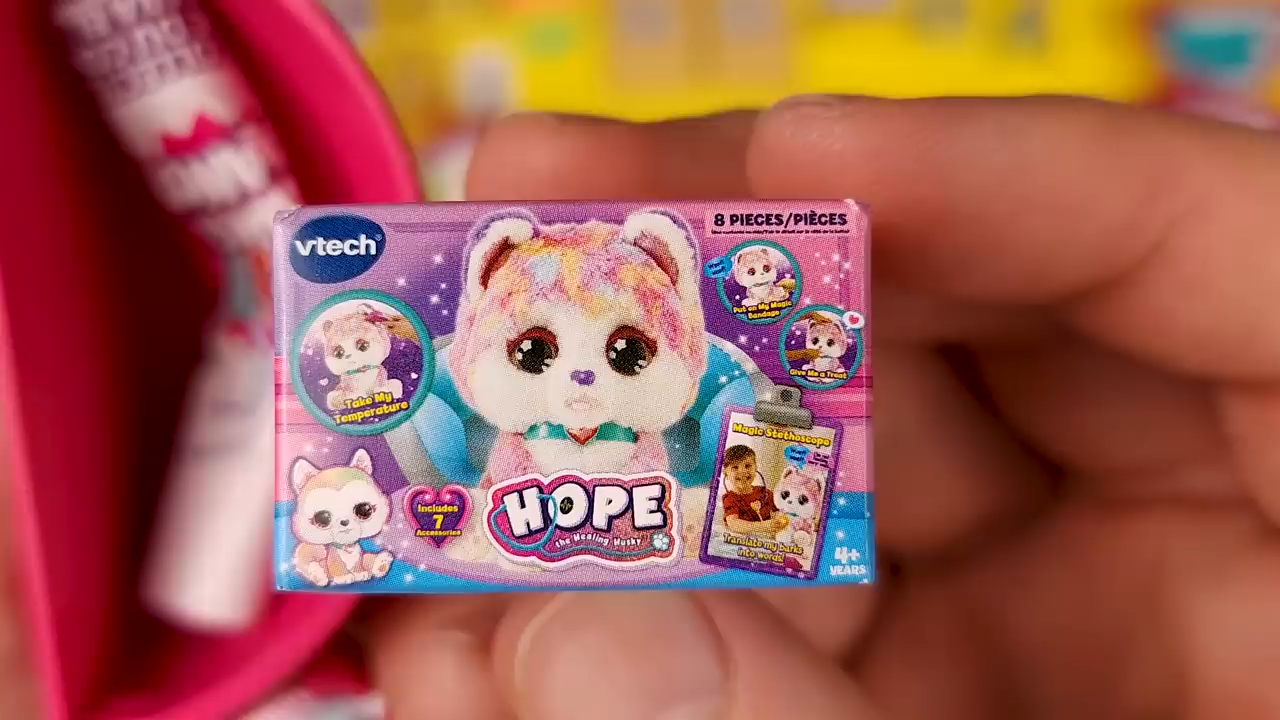 vtech
8 PIECES/PIÈCES
Put on My Magic
Bandage
Give Me a Treat
Take My
Temperature
Magic Stethoscope
Includes
7
Accessories
HOPE
the Healing Husky
Translate my barks
into words!
4+
YEARS